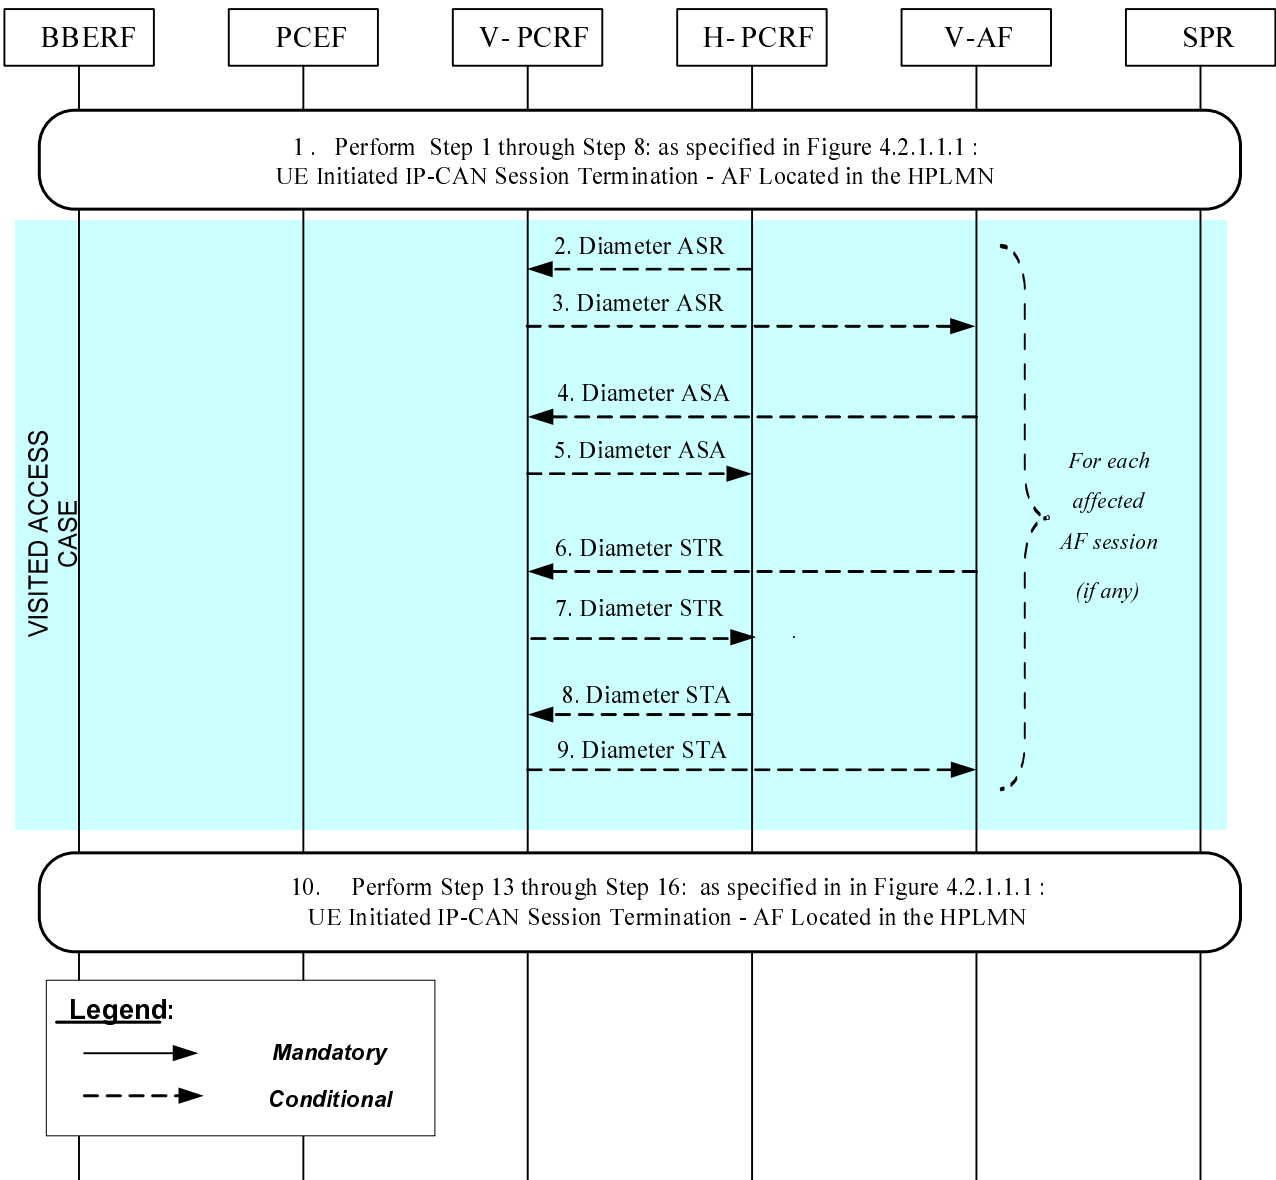 BBERF
PCEF
V- PCRF
H- PCRF
V-AF
SPR
1 . Perform Step 1 through Step 8: as specified in Figure 4.2.1.1.1 :
UE Initiated IP-CAN Session Termination - AF Located in the HPLMN
2. Diameter ASR
3. Diameter ASR
4. Diameter ASA
5. Diameter ASA
6. Diameter STR
7. Diameter STR
8. Diameter STA
9. Diameter STA
VISITED ACCESS
CASE
For each
affected
AF session
(if any)
10. Perform Step 13 through Step 16: as specified in in Figure 4.2.1.1.1 :
UE Initiated IP-CAN Session Termination - AF Located in the HPLMN
Legend:
Mandatory
Conditional